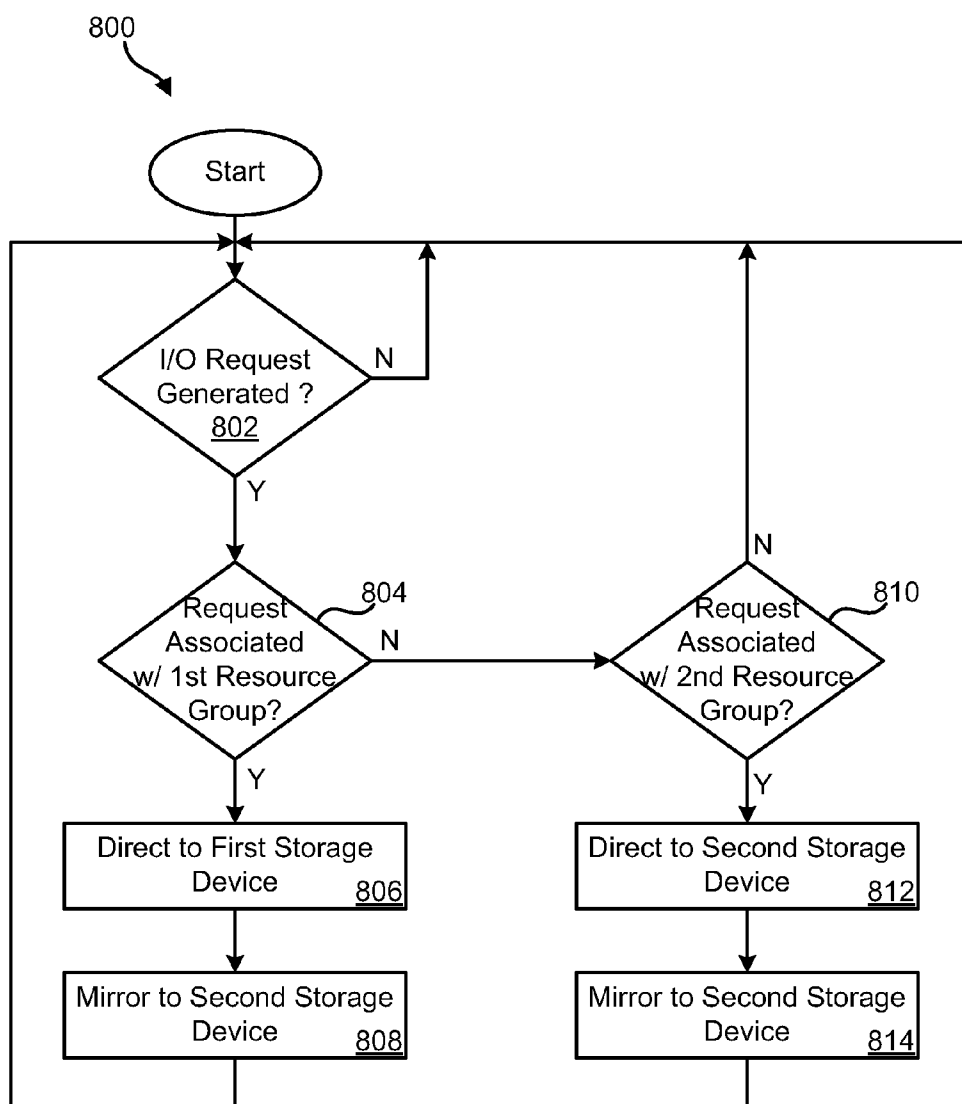 800
Start
I/O Request
Generated ?
802
N
Y
804
Request
Associated
w/ 1st Resource
Group?
N
Y
810
N
Request
Associated
w/ 2nd Resource
Group?
Y
Direct to First Storage
Device
806
Mirror to Second Storage
Device
808
Direct to Second Storage
Device
812
Mirror to Second Storage
Device
814